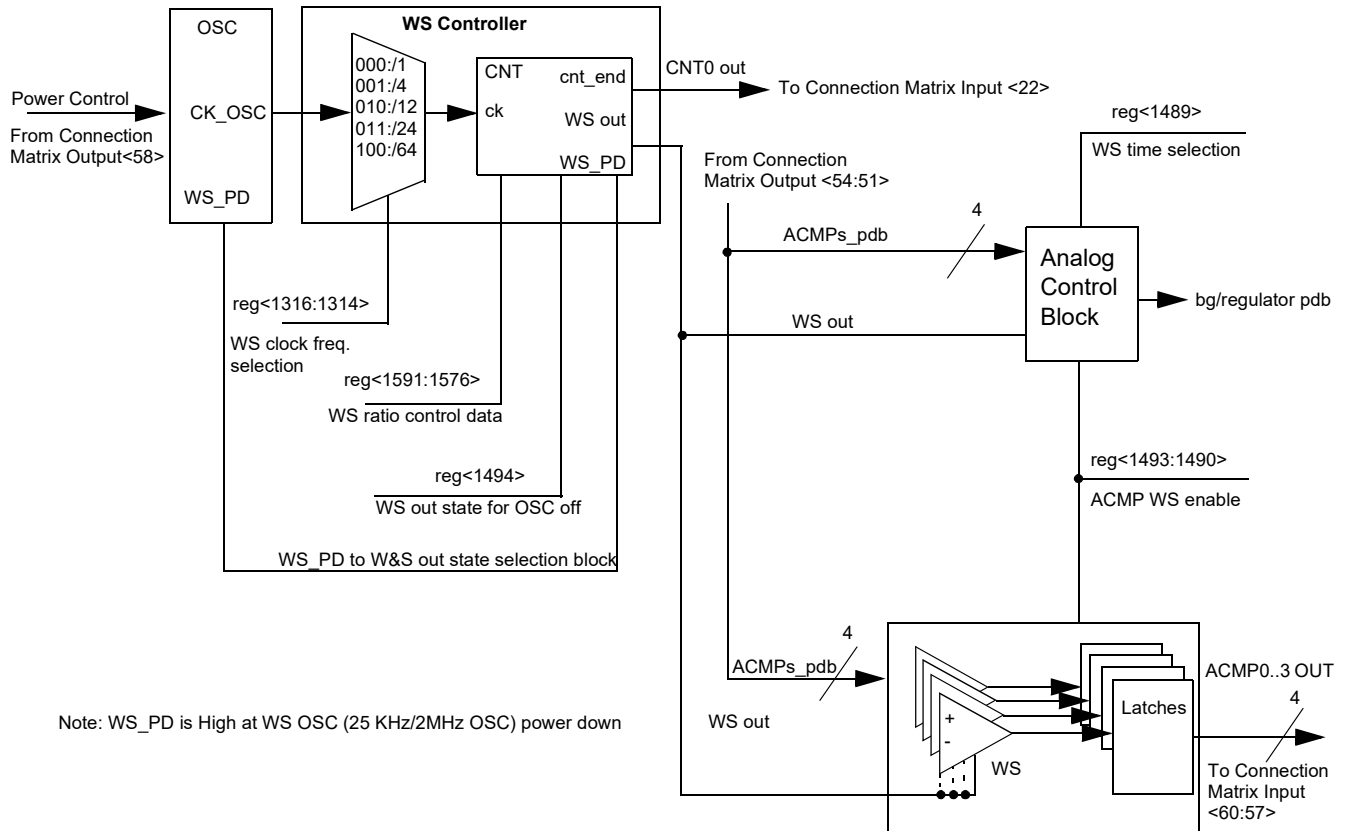 OSC
WS Controller
000:/1
001:/4
010:/12
011:/24
100:/64
CNT
cnt_end
ck
WS out
WS_PD
CNT0 out
To Connection Matrix Input <22>
Power Control
CK_OSC
From Connection
Matrix Output<58>
WS_PD
reg<1489>
WS time selection
From Connection
Matrix Output <54:51>
4
ACMPs_pdb
Analog
Control
Block
bg/regulator pdb
WS out
reg<1316:1314>
WS clock freq.
selection
reg<1591:1576>
WS ratio control data
reg<1494>
WS out state for OSC off
reg<1493:1490>
ACMP WS enable
WS_PD to W&S out state selection block
4
ACMPs_pdb
WS out
+
-
WS
Latches
ACMP0..3 OUT
4
To Connection
Matrix Input
<60:57>
Note: WS_PD is High at WS OSC (25 KHz/2MHz OSC) power down